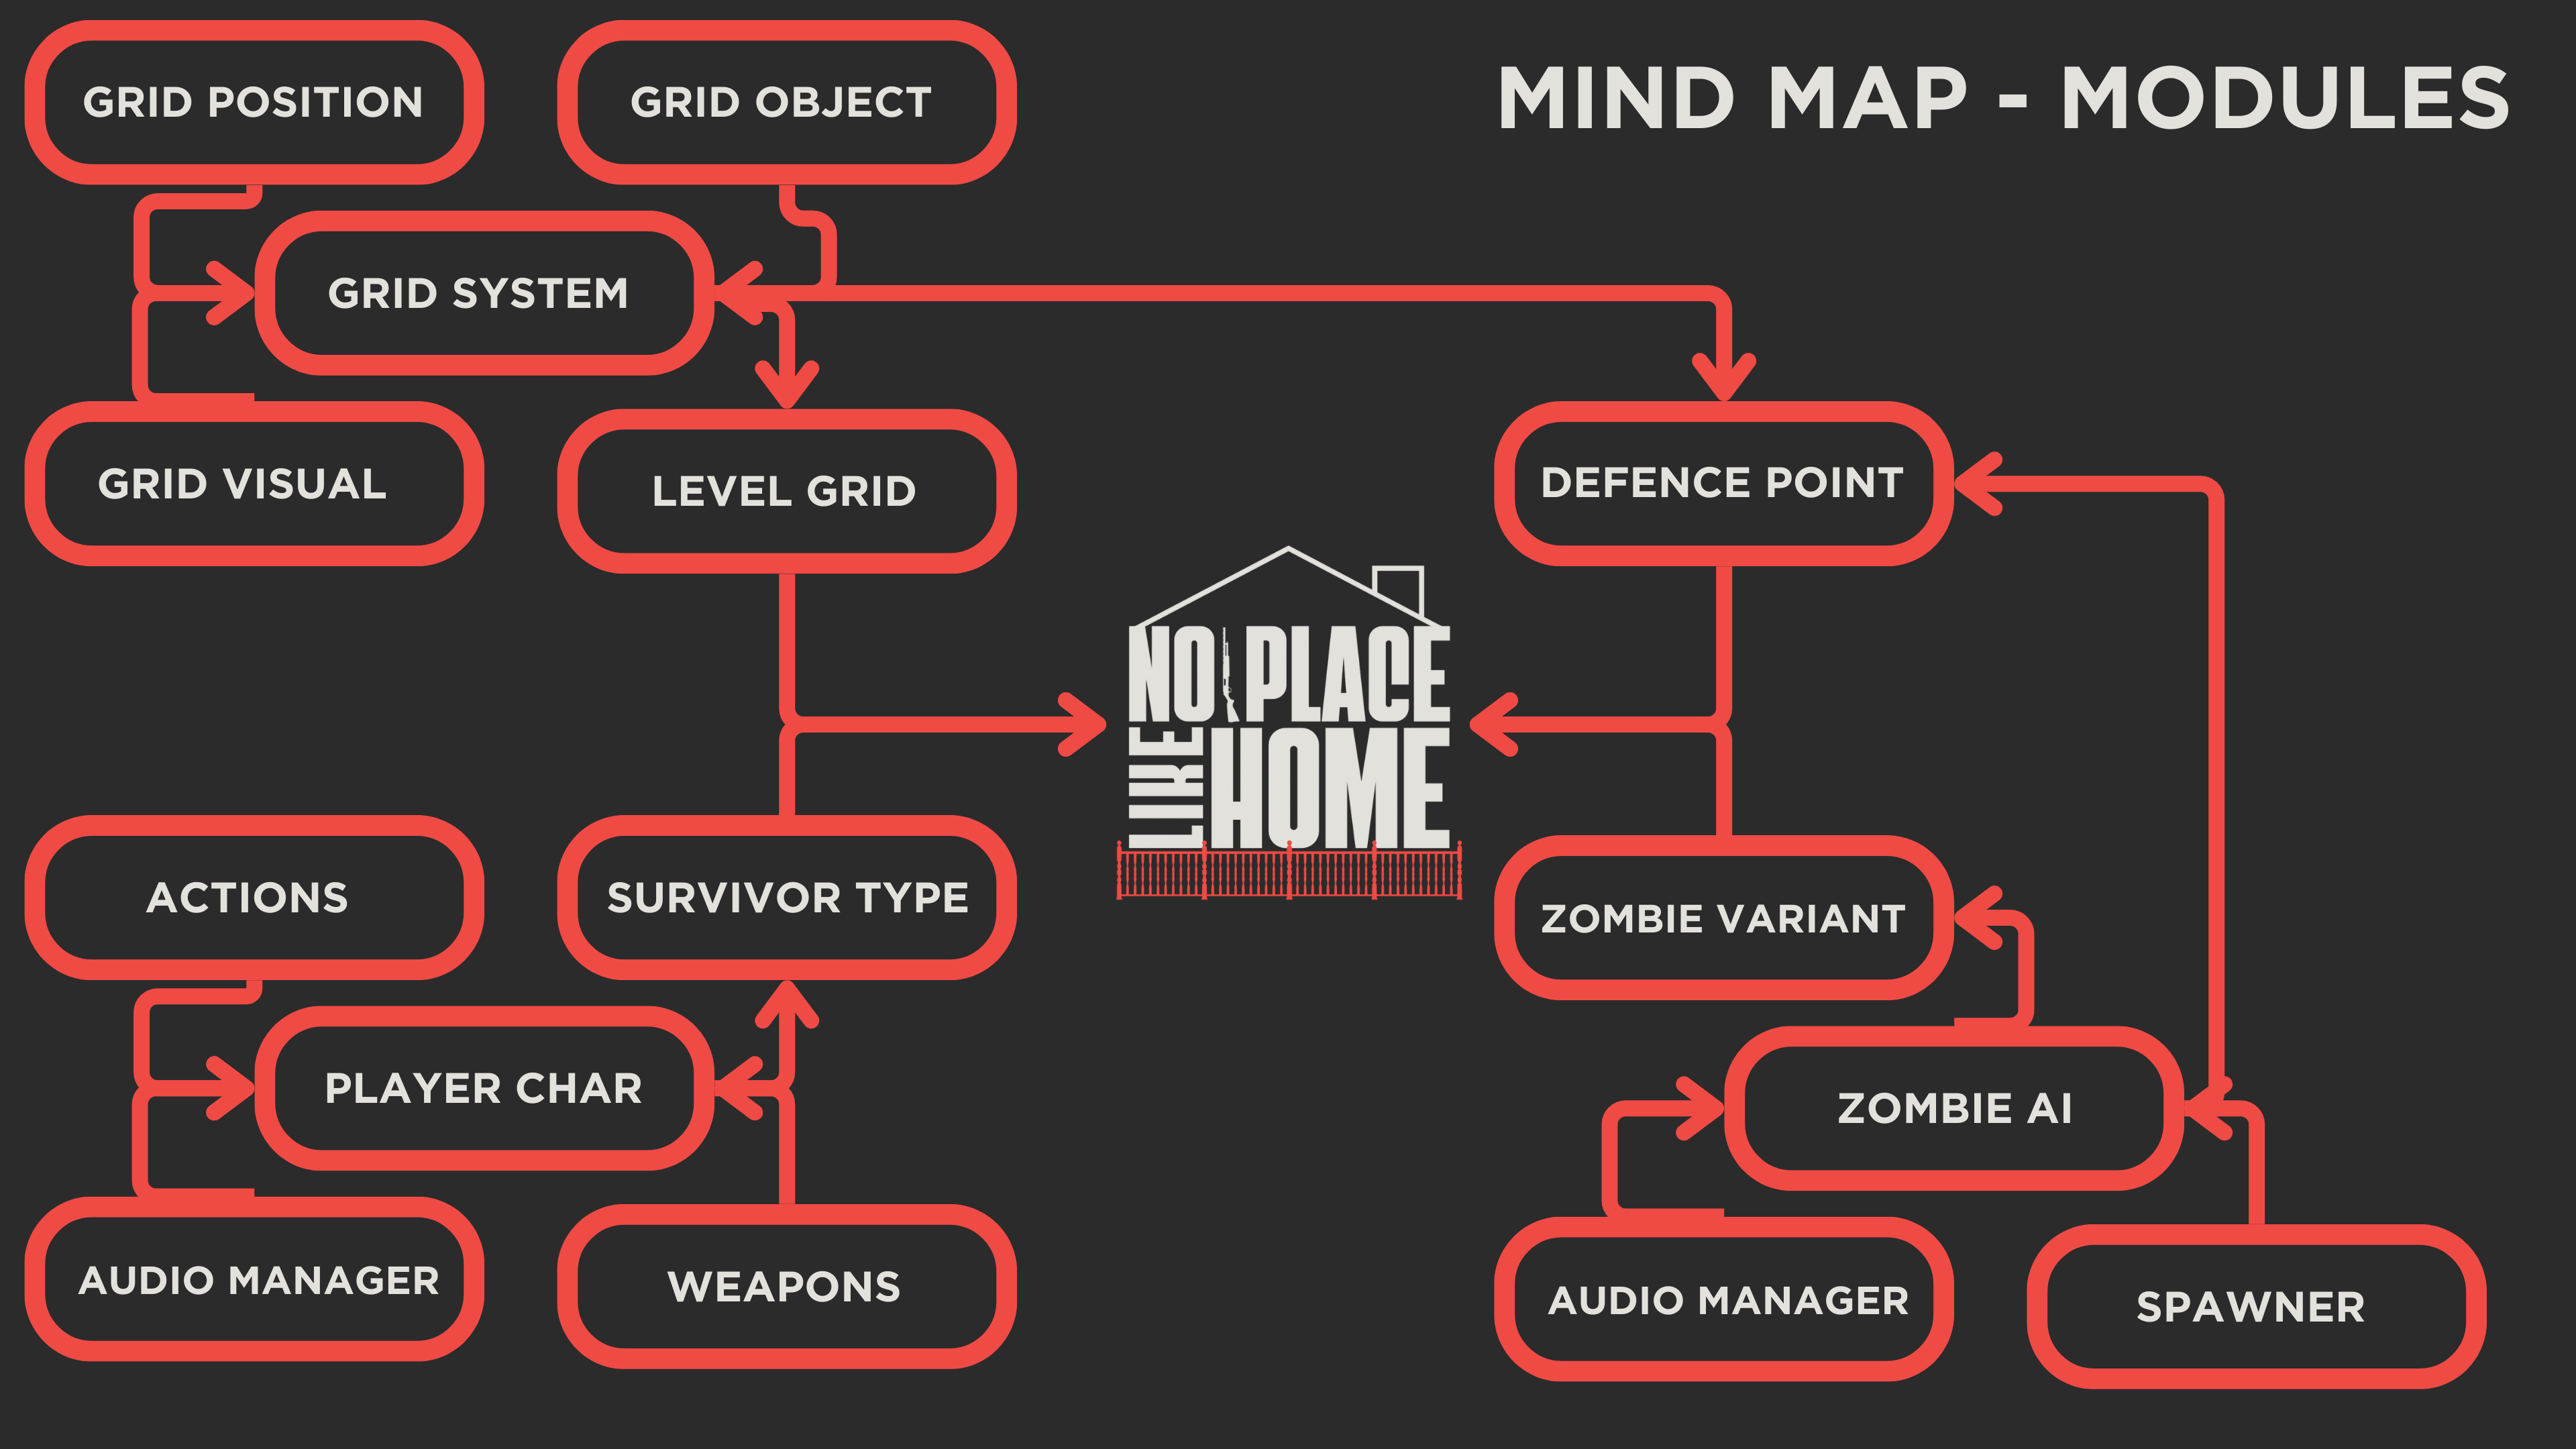 MIND MAP - MODULES
GRID POSITION
GRID OBJECT
GRID SYSTEM
GRID VISUAL
LEVEL GRID
DEFENCE POINT
NO PLACE
LIKE HOME
ACTIONS
SURVIVOR TYPE
ZOMBIE VARIANT
PLAYER CHAR
ZOMBIE AI
AUDIO MANAGER
WEAPONS
AUDIO MANAGER
SPAWNER